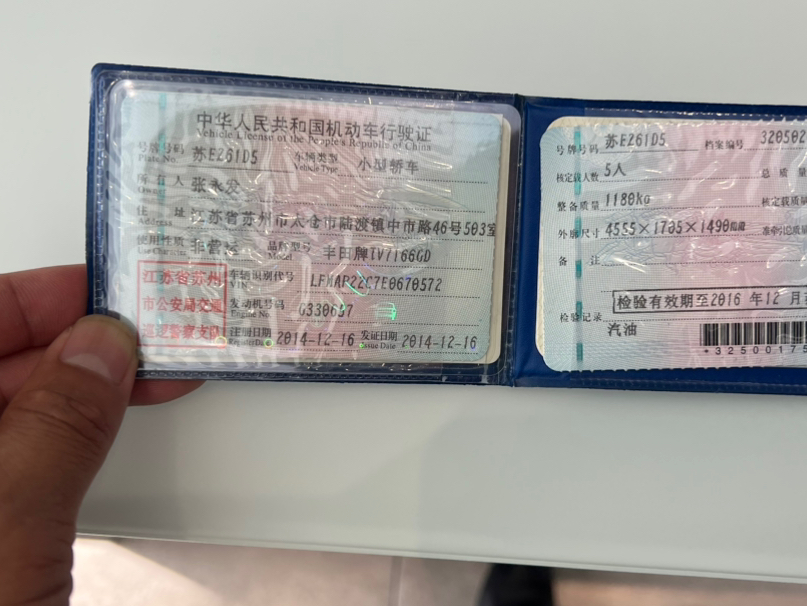 中华人民共和国机动车行驶证
Vehicle License of the People's Republic of China
号牌号码 苏E261D5 车辆类型 小型轿车
Plate No. Vehicle Type
所有人 张永发
住址 江苏省苏州市太仓市陆渡镇中市路46号503室
Address
使用性质 非营运 品牌型号 丰田牌TV7166GD
Use Character Model
江苏省苏州
市公安局交通
巡逻警察支队
车辆识别代号 LFMAP22C7E0670572
VIN
发动机号码 G330637
Engine No.
注册日期 2014-12-16 发证日期 2014-12-16
Register Date Issue Date
号牌号码 苏E261D5 档案编号 320502
核定载人数 5人 总质量
整备质量 1180kg 核定载质量
外廓尺寸 4555×1705×1490mm 准牵引总质量
备注
检验有效期至2016年12月
检验记录
汽油